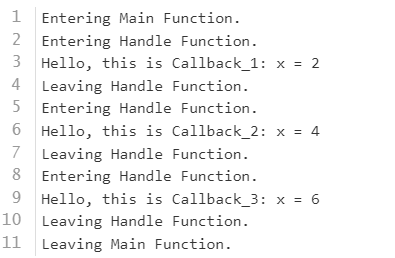 1 Entering Main Function.
2 Entering Handle Function.
3 Hello, this is Callback_1: x = 2
4 Leaving Handle Function.
5 Entering Handle Function.
6 Hello, this is Callback_2: x = 4
7 Leaving Handle Function.
8 Entering Handle Function.
9 Hello, this is Callback_3: x = 6
10 Leaving Handle Function.
11 Leaving Main Function.